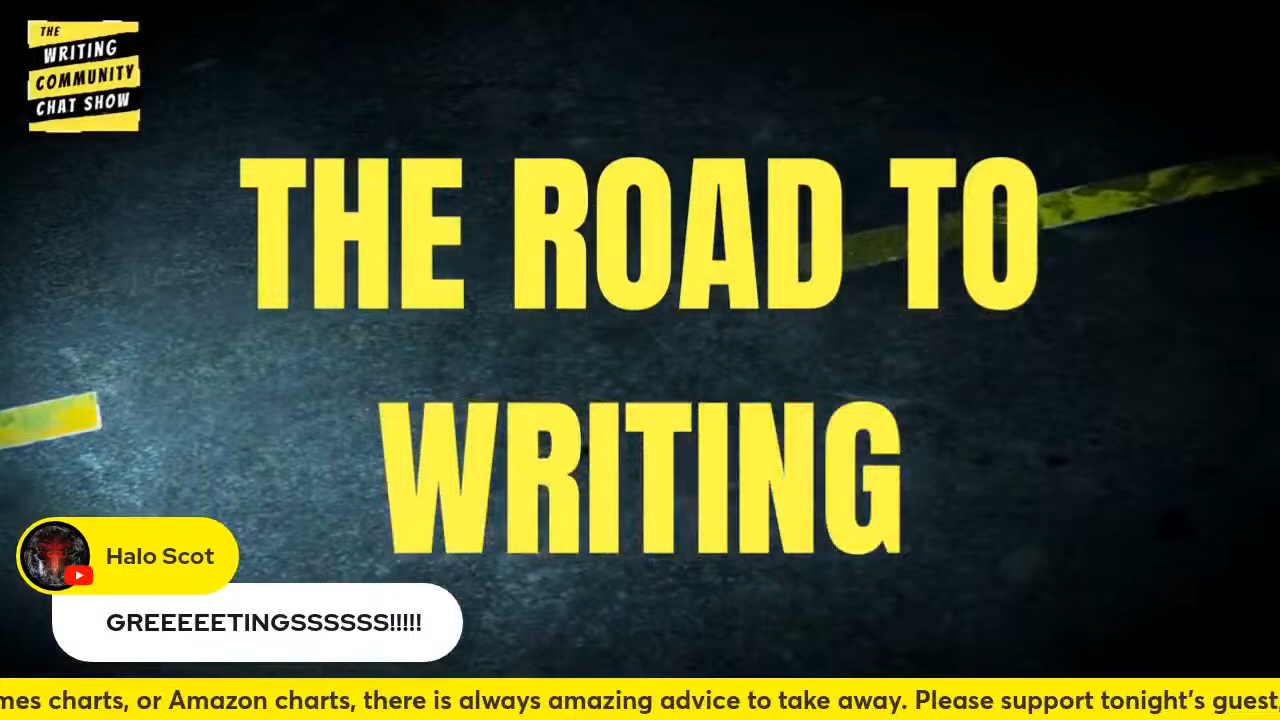 THE
WRITING
COMMUNITY
CHAT SHOW
THE ROAD TO
WRITING
Halo Scot
GREEEEETINGSSSSSS!!!!!
mes charts, or Amazon charts, there is always amazing advice to take away. Please support tonight's guest,